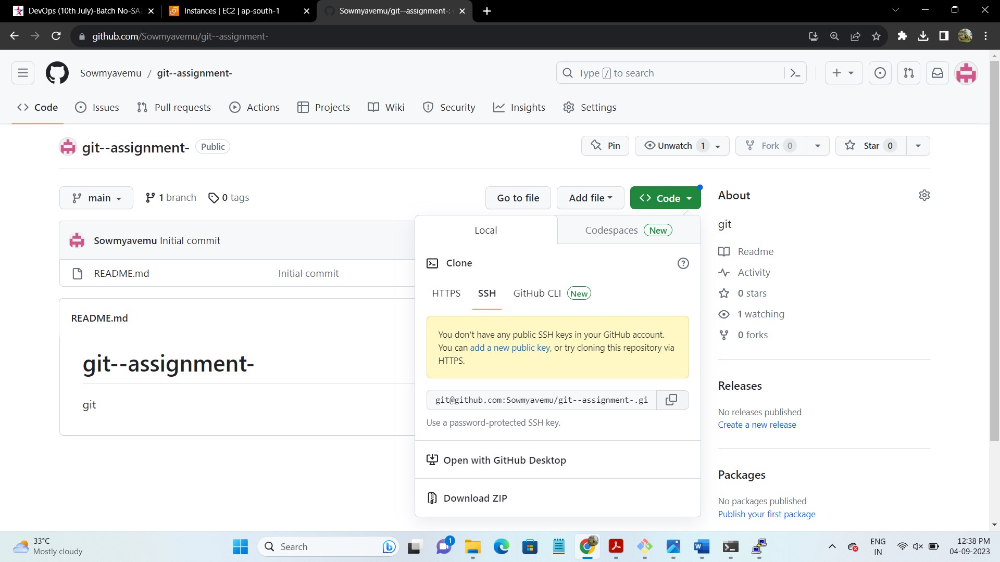 DevOps (10th July)-Batch No-SA2
Instances | EC2 | ap-south-1
Sowmyavemu/git--assignment-:
github.com/Sowmyavemu/git--assignment-
Sowmyavemu / git--assignment-
Type / to search
Code
Issues
Pull requests
Actions
Projects
Wiki
Security
Insights
Settings
git--assignment- Public
Pin
Unwatch 1
Fork 0
Star 0
main
1 branch
0 tags
Go to file
Add file
Code
Sowmyavemu Initial commit
README.md Initial commit
README.md
git--assignment-
git
Local
Codespaces New
Clone
HTTPS SSH GitHub CLI New
You don't have any public SSH keys in your GitHub account.
You can add a new public key, or try cloning this repository via
HTTPS.
git@github.com:Sowmyavemu/git--assignment-.gi
Use a password-protected SSH key.
Open with GitHub Desktop
Download ZIP
About
git
Readme
Activity
0 stars
1 watching
0 forks
Releases
No releases published
Create a new release
Packages
No packages published
Publish your first package
33°C
Mostly cloudy
Search
1
ENG
IN
12:38 PM
04-09-2023